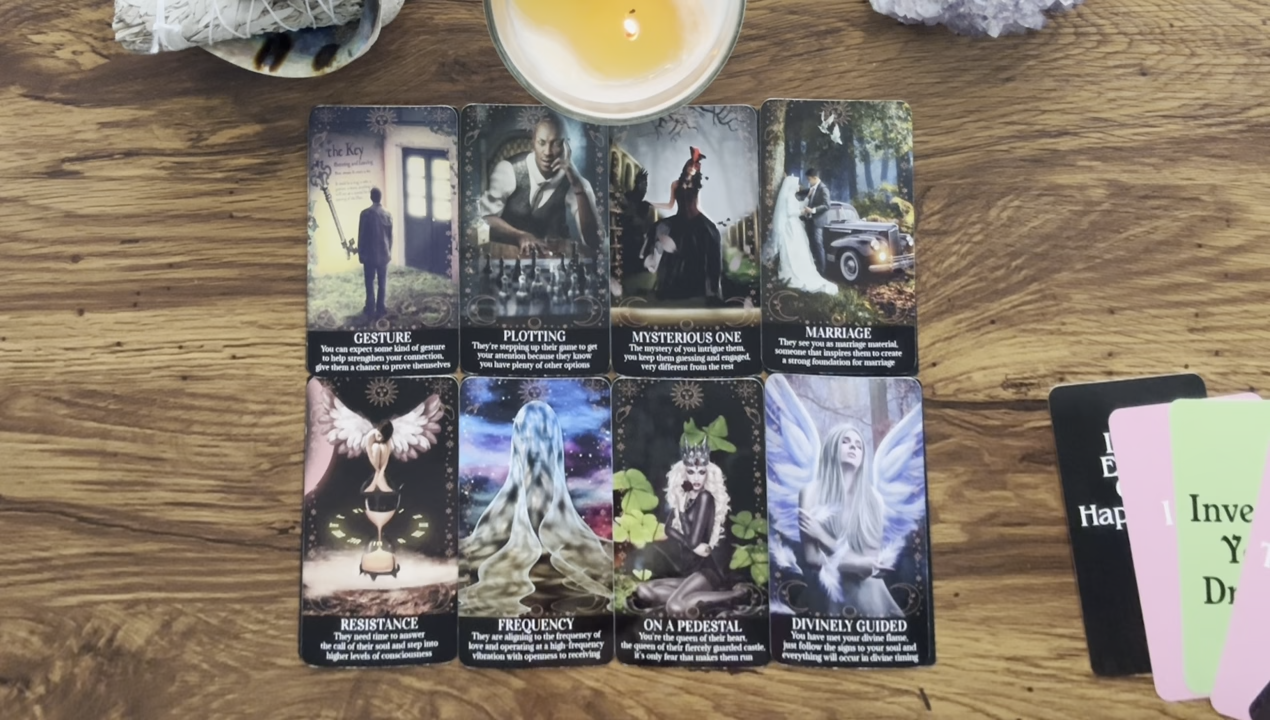 the Key
GESTURE
You can expect some kind of gesture
to help strengthen your connection,
give them a chance to prove themselves
PLOTTING
They're stepping up their game to get
your attention because they know
you have plenty of other options
MYSTERIOUS ONE
The mystery of you intrigue them,
you keep them guessing and engaged,
very different from the rest
MARRIAGE
They see you as marriage material,
someone that inspires them to create
a strong foundation for marriage
RESISTANCE
They need time to answer
the call of their soul and step into
higher levels of consciousness
FREQUENCY
They are aligning to the frequency of
love and operating at a high-frequency
vibration with openness to receiving
ON A PEDESTAL
You're the queen of their heart,
the queen of their fiercely guarded castle,
it's only fear that makes them run
DIVINELY GUIDED
You have met your divine flame,
just follow the signs to your soul and
everything will occur in divine timing
Hap
Inve
Y
Dr